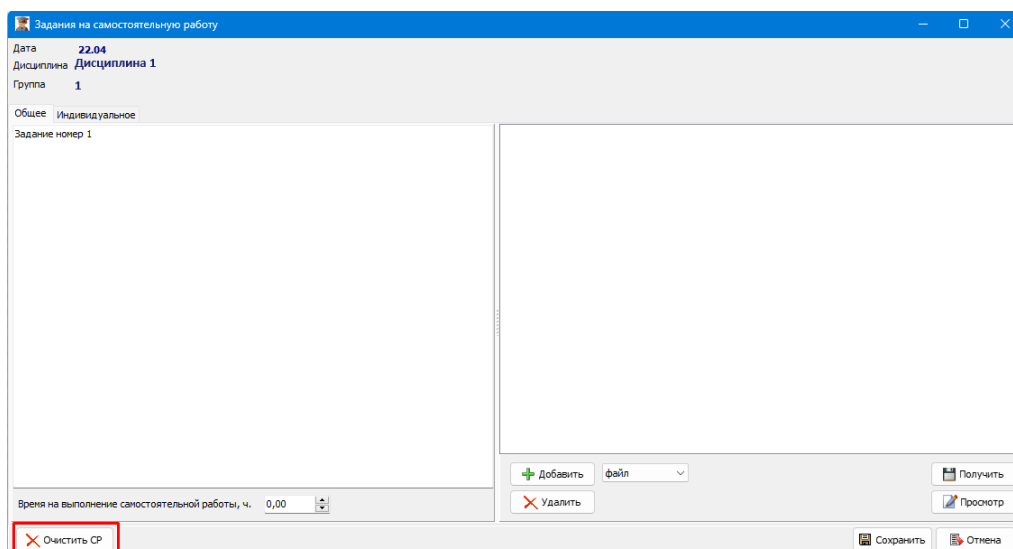 Задания на самостоятельную работу
Дата 22.04
Дисциплина Дисциплина 1
Группа 1
Общее Индивидуальное
Задание номер 1
Добавить файл Получить
Время на выполнение самостоятельной работы, ч. 0,00 Удалить Просмотр
Очистить СР Сохранить Отмена